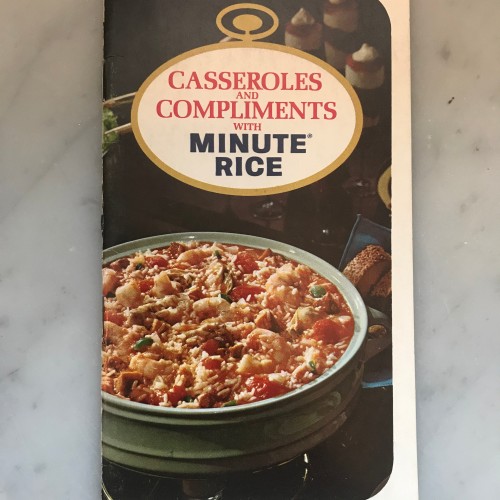 CASSEROLES
AND
COMPLIMENTS
WITH
MINUTE®
RICE